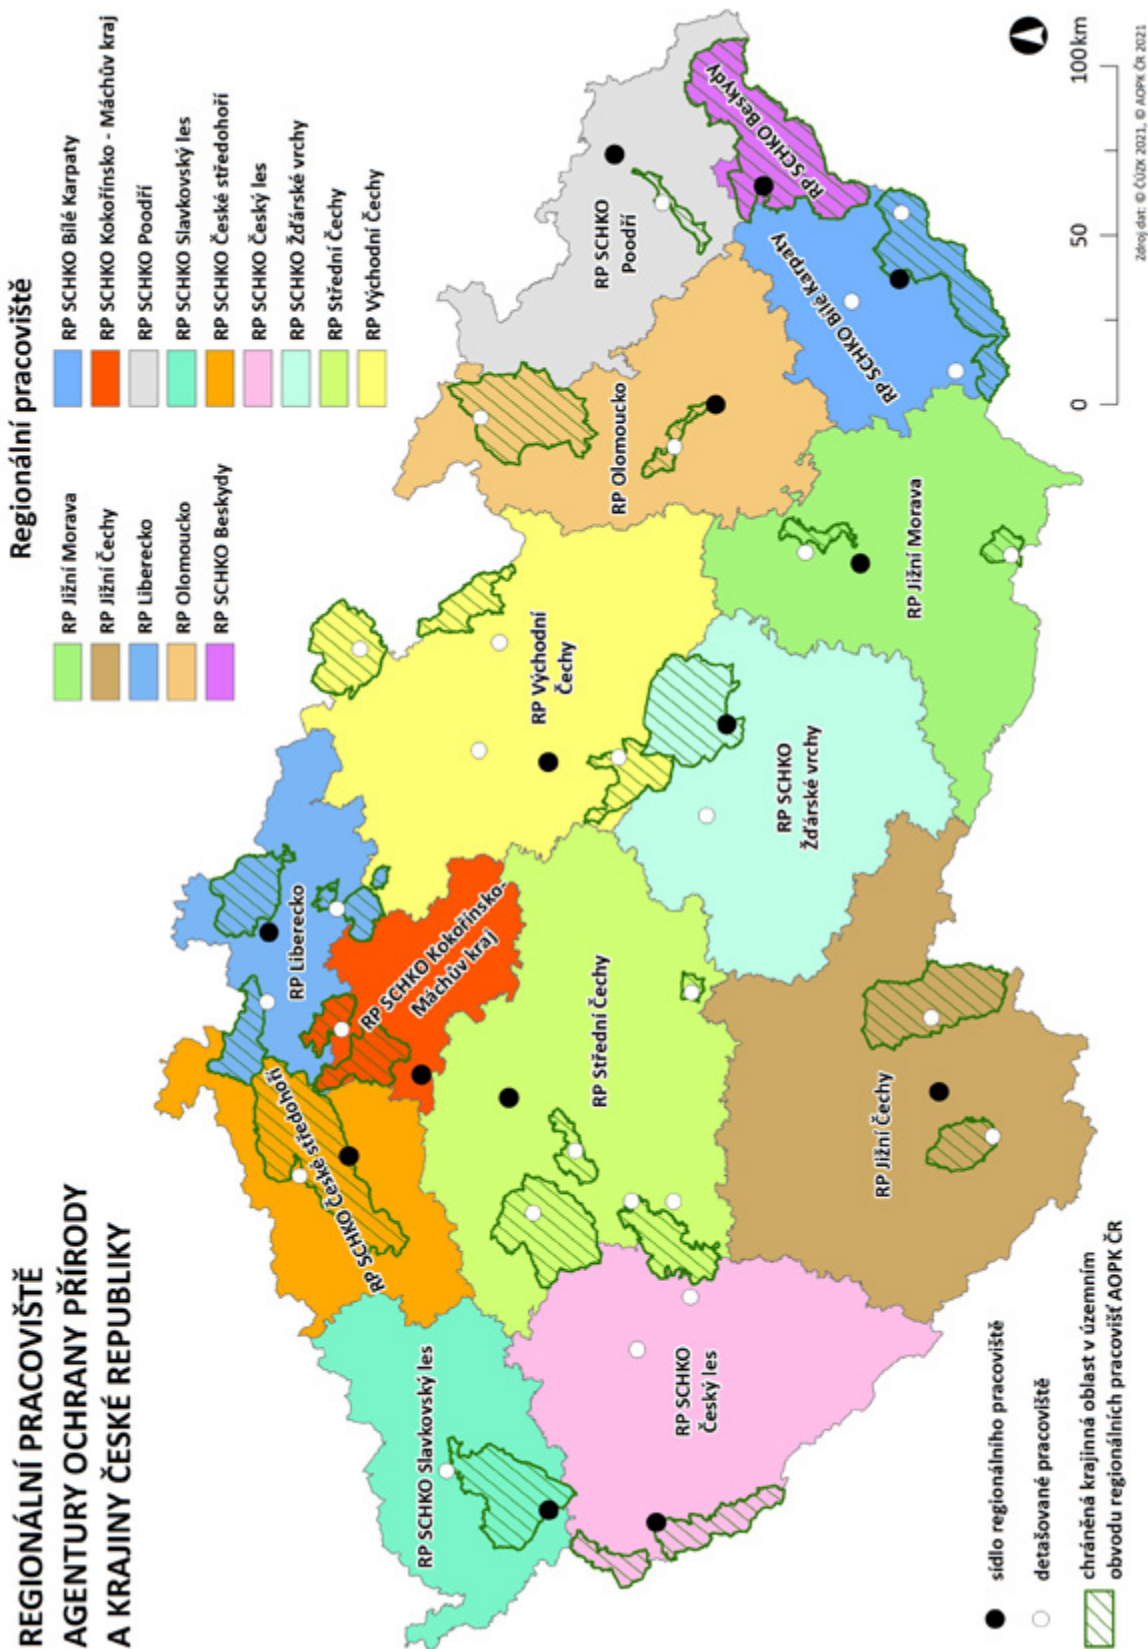 REGIONÁLNÍ PRACOVIŠTĚ
AGENTURY OCHRANY PŘÍRODY
A KRAJINY ČESKÉ REPUBLIKY
Regionální pracoviště
RP Jižní Morava
RP Jižní Čechy
RP Liberecko
RP Olomoucko
RP SCHKO Beskydy
RP SCHKO Bílé Karpaty
RP SCHKO Kokořínsko - Máchův kraj
RP SCHKO Poodří
RP SCHKO Slavkovský les
RP SCHKO České středohoří
RP SCHKO Český les
RP SCHKO Žďárské vrchy
RP Střední Čechy
RP Východní Čechy
RP SCHKO České středohoří
RP Liberecko
RP SCHKO Kokořínsko-
Máchův kraj
RP SCHKO Slavkovský les
RP Východní
Čechy
RP Střední Čechy
RP SCHKO
Český les
RP Olomoucko
RP SCHKO
Poodří
RP SCHKO Beskydy
RP SCHKO
Žďárské vrchy
RP SCHKO Bílé Karpaty
RP Jižní Čechy
RP Jižní Morava
sídlo regionálního pracoviště
detašované pracoviště
chráněná krajinná oblast v územním
obvodu regionálních pracovišť AOPK ČR
0
50
100km
Zdroj dat: © ČÚZK 2021, © AOPK ČR 2021